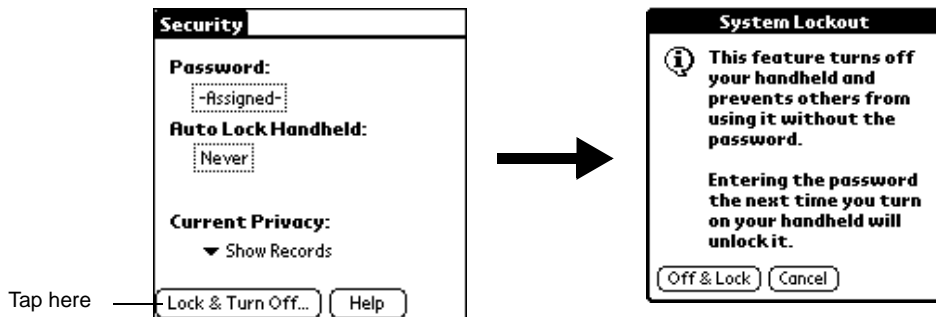 Security
Password:
-Assigned-
Auto Lock Handheld:
Never
Current Privacy:
Show Records
Tap here
Lock & Turn Off... Help
System Lockout
This feature turns off
your handheld and
prevents others from
using it without the
password.
Entering the password
the next time you turn
on your handheld will
unlock it.
Off & Lock Cancel